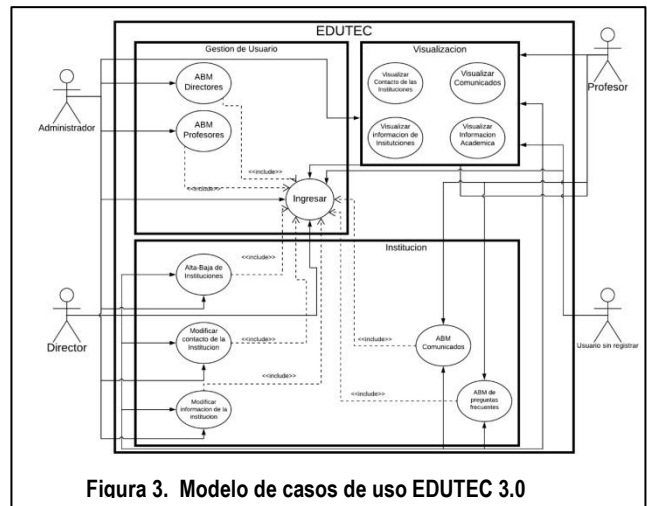 EDUTEC
Gestion de Usuario
ABM
Directores
ABM
Profesores
<<include>>
<<include>>
Ingresar
Visualizacion
Visualizar
Contacto de las
Instituciones
Visualizar
Comunicados
Visualizar
informacion de
Insitutciones
Visualizar
Informacion
Academica
Administrador
Profesor
Institucion
Alta-Baja de
Instituciones
<<include>>
Modificar
contacto de la
Institucion
<<include>>
Modificar
informacion de la
institucion
<<include>>
ABM
Comunicados
<<include>>
ABM de
preguntas
frecuentes
<<include>>
Director
Usuario sin registrar
Figura 3. Modelo de casos de uso EDUTEC 3.0